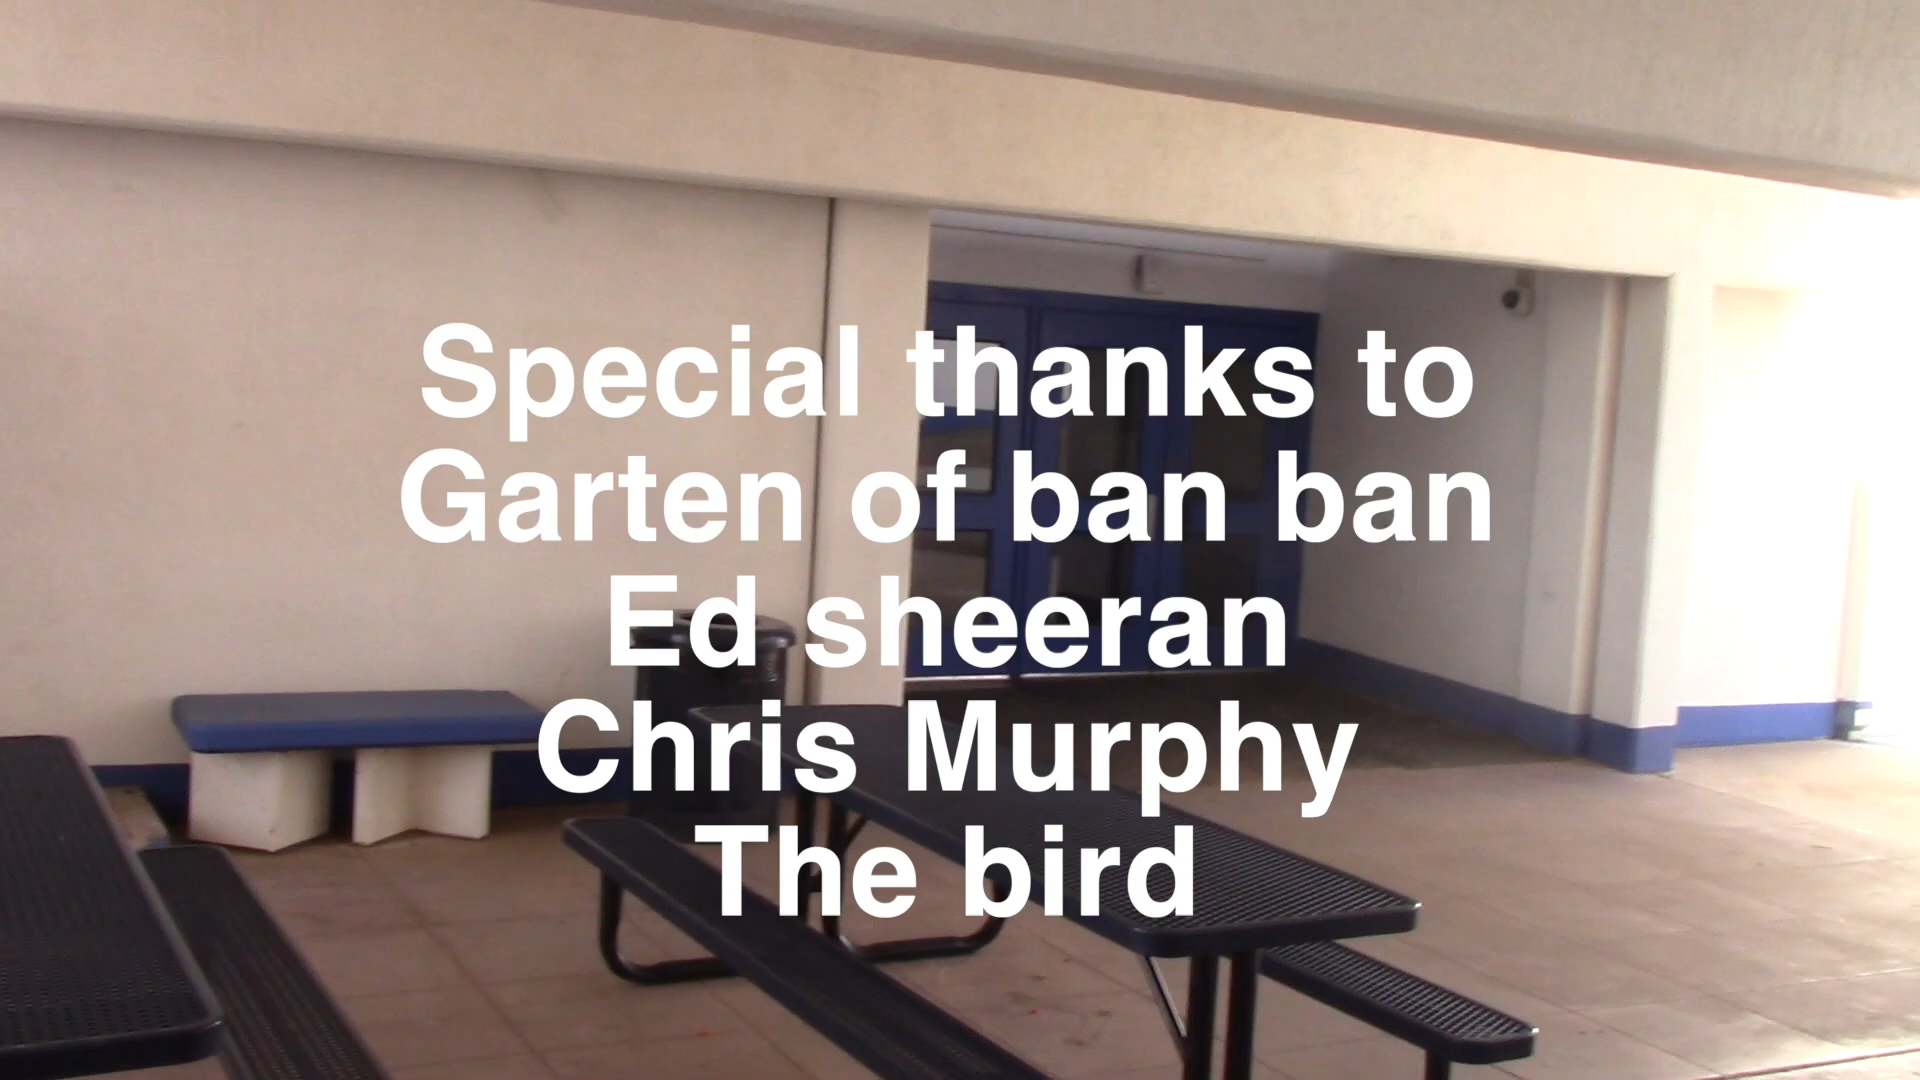 Special thanks to
Garten of ban ban
Ed sheeran
Chris Murphy
The bird